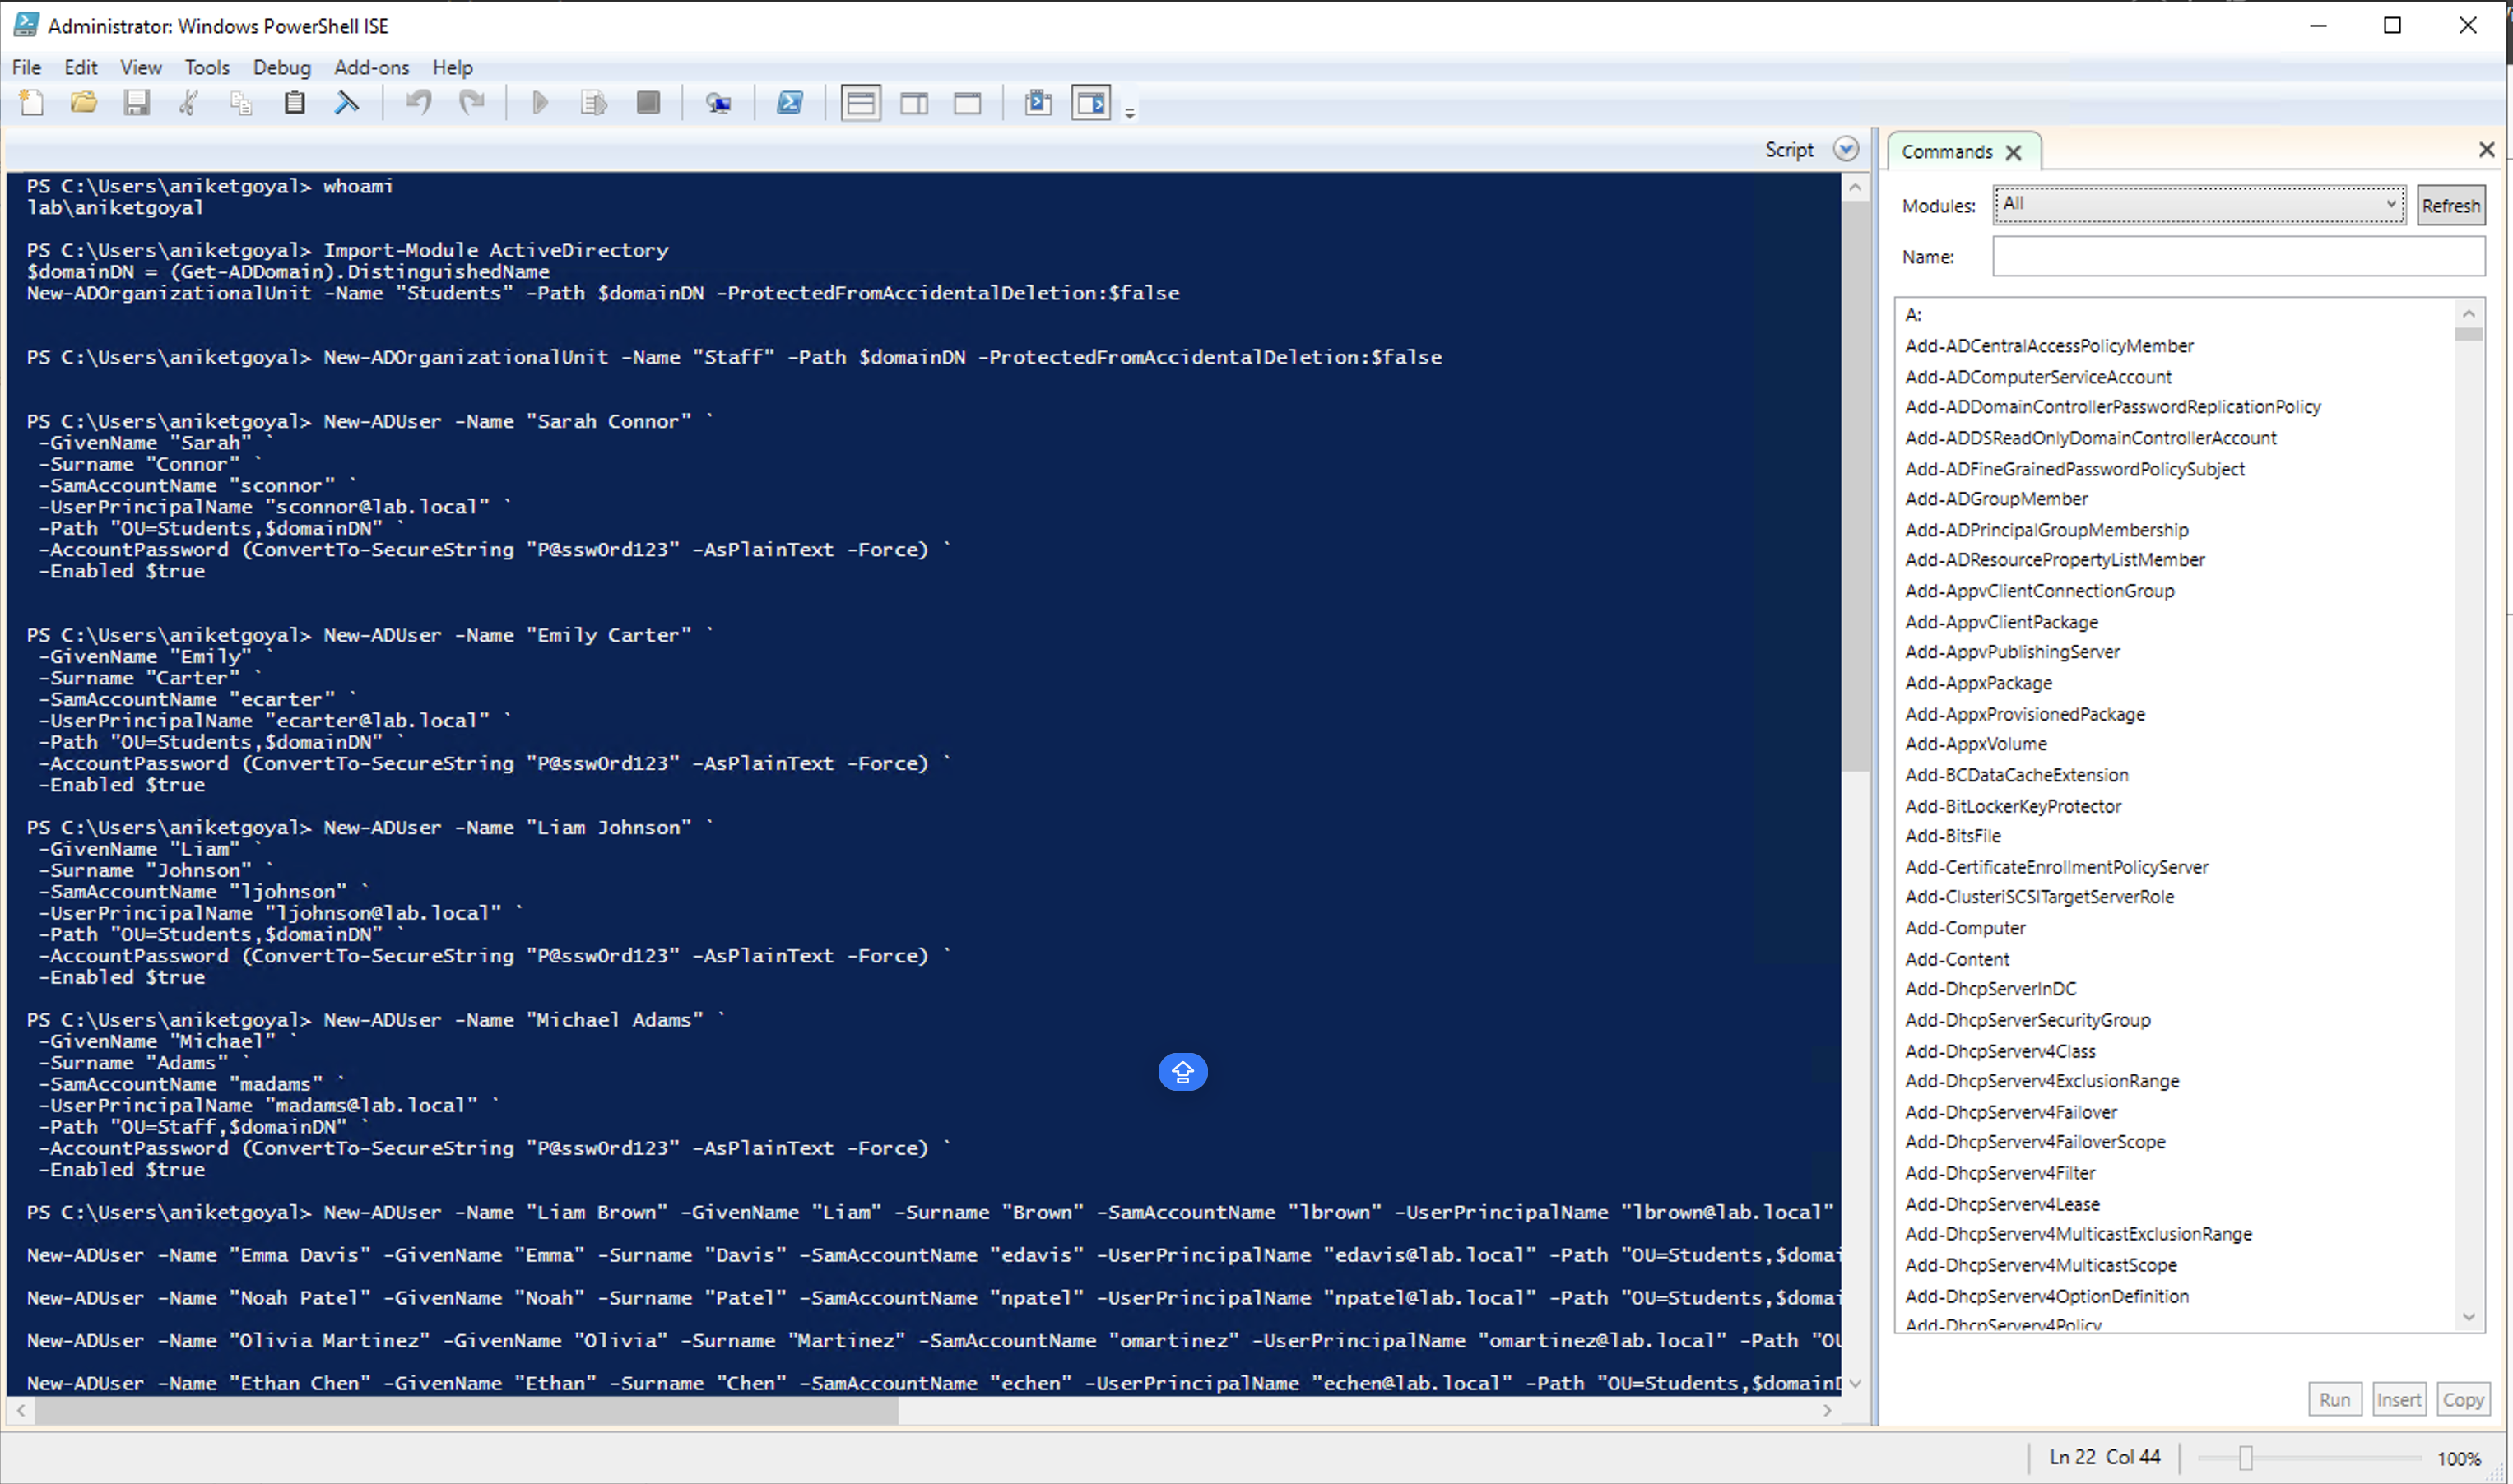 Administrator: Windows PowerShell ISE
File Edit View Tools Debug Add-ons Help
Script
PS C:\Users\aniketgoyal> whoami
lab\aniketgoyal
PS C:\Users\aniketgoyal> Import-Module ActiveDirectory
$domainDN = (Get-ADDomain).DistinguishedName
New-ADOrganizationalUnit -Name "Students" -Path $domainDN -ProtectedFromAccidentalDeletion:$false
PS C:\Users\aniketgoyal> New-ADOrganizationalUnit -Name "Staff" -Path $domainDN -ProtectedFromAccidentalDeletion:$false
PS C:\Users\aniketgoyal> New-ADUser -Name "Sarah Connor" `
-GivenName "Sarah" `
-Surname "Connor" `
-SamAccountName "sconnor" `
-UserPrincipalName "sconnor@lab.local" `
-Path "OU=Students,$domainDN" `
-AccountPassword (ConvertTo-SecureString "P@ssw0rd123" -AsPlainText -Force) `
-Enabled $true
PS C:\Users\aniketgoyal> New-ADUser -Name "Emily Carter" `
-GivenName "Emily" `
-Surname "Carter" `
-SamAccountName "ecarter" `
-UserPrincipalName "ecarter@lab.local" `
-Path "OU=Students,$domainDN" `
-AccountPassword (ConvertTo-SecureString "P@ssw0rd123" -AsPlainText -Force) `
-Enabled $true
PS C:\Users\aniketgoyal> New-ADUser -Name "Liam Johnson" `
-GivenName "Liam" `
-Surname "Johnson" `
-SamAccountName "ljohnson" `
-UserPrincipalName "ljohnson@lab.local" `
-Path "OU=Students,$domainDN" `
-AccountPassword (ConvertTo-SecureString "P@ssw0rd123" -AsPlainText -Force) `
-Enabled $true
PS C:\Users\aniketgoyal> New-ADUser -Name "Michael Adams" `
-GivenName "Michael" `
-Surname "Adams" `
-SamAccountName "madams" `
-UserPrincipalName "madams@lab.local" `
-Path "OU=Staff,$domainDN" `
-AccountPassword (ConvertTo-SecureString "P@ssw0rd123" -AsPlainText -Force) `
-Enabled $true
PS C:\Users\aniketgoyal> New-ADUser -Name "Liam Brown" -GivenName "Liam" -Surname "Brown" -SamAccountName "lbrown" -UserPrincipalName "lbrown@lab.local"
New-ADUser -Name "Emma Davis" -GivenName "Emma" -Surname "Davis" -SamAccountName "edavis" -UserPrincipalName "edavis@lab.local" -Path "OU=Students,$domai
New-ADUser -Name "Noah Patel" -GivenName "Noah" -Surname "Patel" -SamAccountName "npatel" -UserPrincipalName "npatel@lab.local" -Path "OU=Students,$domai
New-ADUser -Name "Olivia Martinez" -GivenName "Olivia" -Surname "Martinez" -SamAccountName "omartinez" -UserPrincipalName "omartinez@lab.local" -Path "OU
New-ADUser -Name "Ethan Chen" -GivenName "Ethan" -Surname "Chen" -SamAccountName "echen" -UserPrincipalName "echen@lab.local" -Path "OU=Students,$domainD
Commands
Modules: All Refresh
Name:
A:
Add-ADCentralAccessPolicyMember
Add-ADComputerServiceAccount
Add-ADDomainControllerPasswordReplicationPolicy
Add-ADDSReadOnlyDomainControllerAccount
Add-ADFineGrainedPasswordPolicySubject
Add-ADGroupMember
Add-ADPrincipalGroupMembership
Add-ADResourcePropertyListMember
Add-AppvClientConnectionGroup
Add-AppvClientPackage
Add-AppvPublishingServer
Add-AppxPackage
Add-AppxProvisionedPackage
Add-AppxVolume
Add-BCDataCacheExtension
Add-BitLockerKeyProtector
Add-BitsFile
Add-CertificateEnrollmentPolicyServer
Add-ClusteriSCSITargetServerRole
Add-Computer
Add-Content
Add-DhcpServerInDC
Add-DhcpServerSecurityGroup
Add-DhcpServerv4Class
Add-DhcpServerv4ExclusionRange
Add-DhcpServerv4Failover
Add-DhcpServerv4FailoverScope
Add-DhcpServerv4Filter
Add-DhcpServerv4Lease
Add-DhcpServerv4MulticastExclusionRange
Add-DhcpServerv4MulticastScope
Add-DhcpServerv4OptionDefinition
Add-DhcpServerv4Policy
Run Insert Copy
Ln 22 Col 44 100%